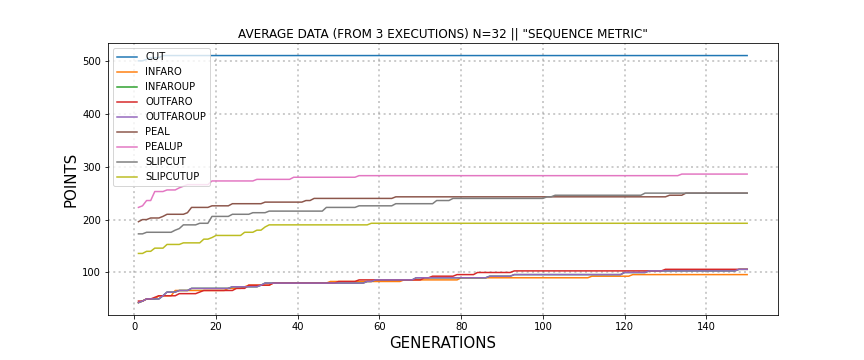 AVERAGE DATA (FROM 3 EXECUTIONS) N=32 || "SEQUENCE METRIC"
CUT
INFARO
INFAROUP
OUTFARO
OUTFAROUP
PEAL
PEALUP
SLIPCUT
SLIPCUTUP
500
400
300
200
100
POINTS
0 20 40 60 80 100 120 140
GENERATIONS